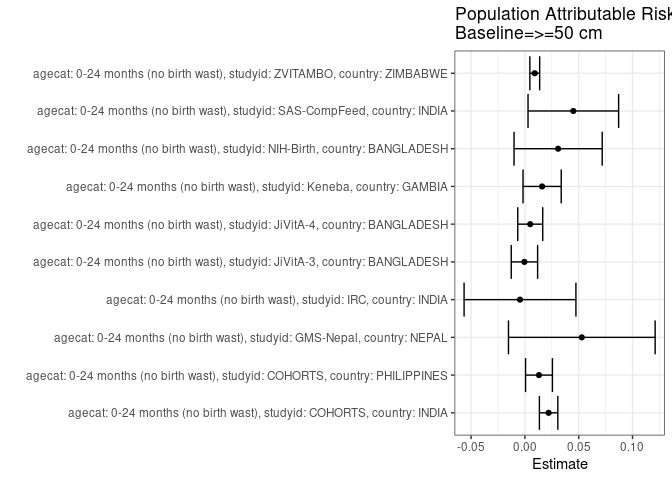 Population Attributable Risk
Baseline=>=50 cm
agecat: 0-24 months (no birth wast), studyid: ZVITAMBO, country: ZIMBABWE
agecat: 0-24 months (no birth wast), studyid: SAS-CompFeed, country: INDIA
agecat: 0-24 months (no birth wast), studyid: NIH-Birth, country: BANGLADESH
agecat: 0-24 months (no birth wast), studyid: Keneba, country: GAMBIA
agecat: 0-24 months (no birth wast), studyid: JiVitA-4, country: BANGLADESH
agecat: 0-24 months (no birth wast), studyid: JiVitA-3, country: BANGLADESH
agecat: 0-24 months (no birth wast), studyid: IRC, country: INDIA
agecat: 0-24 months (no birth wast), studyid: GMS-Nepal, country: NEPAL
agecat: 0-24 months (no birth wast), studyid: COHORTS, country: PHILIPPINES
agecat: 0-24 months (no birth wast), studyid: COHORTS, country: INDIA
-0.05 0.00 0.05 0.10
Estimate